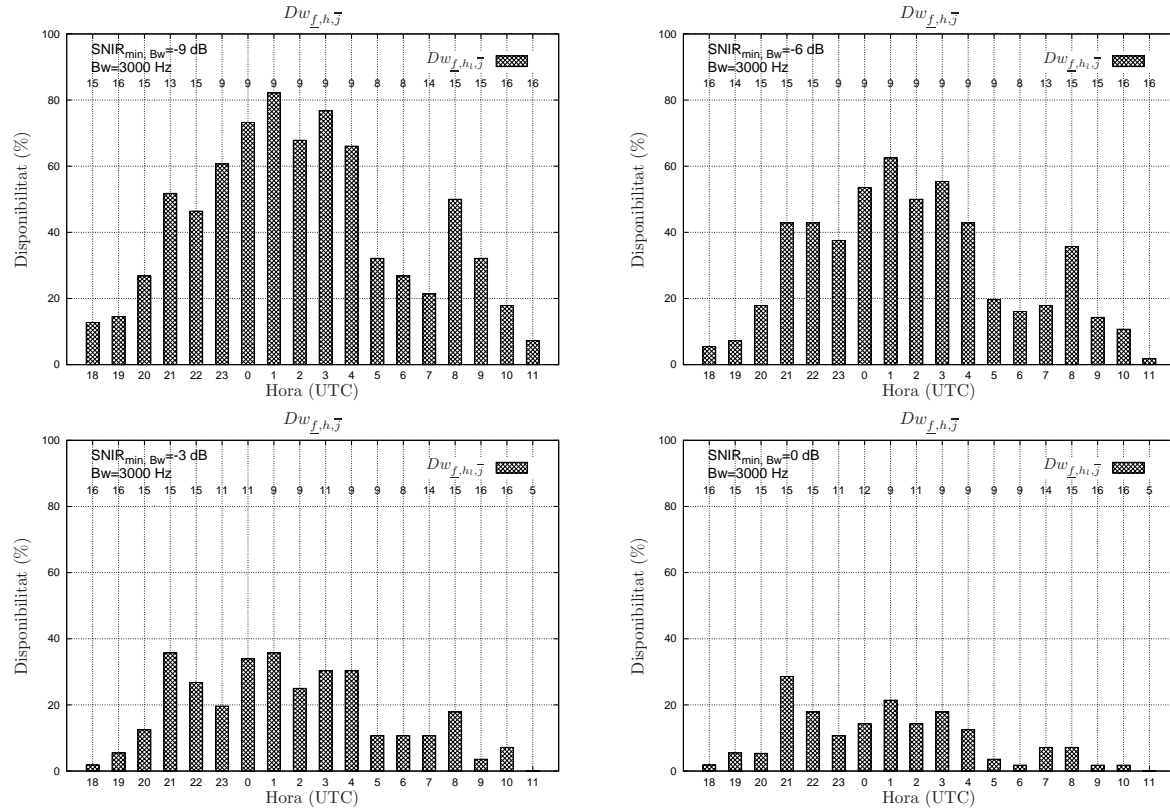 Dw_{f,h,j}
SNIR_{min, Bw}=-9 dB
Bw=3000 Hz
Dw_{f,h_l,j}
15 16 15 13 15 9 9 9 9 9 9 8 8 14 15 15 16 16
100
80
60
40
20
0
Disponibilitat (%)
18 19 20 21 22 23 0 1 2 3 4 5 6 7 8 9 10 11
Hora (UTC)
Dw_{f,h,j}
SNIR_{min, Bw}=-6 dB
Bw=3000 Hz
Dw_{f,h_l,j}
16 14 15 15 15 9 9 9 9 9 9 9 8 13 15 15 16 16
100
80
60
40
20
0
Disponibilitat (%)
18 19 20 21 22 23 0 1 2 3 4 5 6 7 8 9 10 11
Hora (UTC)
Dw_{f,h,j}
SNIR_{min, Bw}=-3 dB
Bw=3000 Hz
Dw_{f,h_l,j}
16 16 15 15 15 11 11 9 9 11 9 9 8 14 15 16 16 5
100
80
60
40
20
0
Disponibilitat (%)
18 19 20 21 22 23 0 1 2 3 4 5 6 7 8 9 10 11
Hora (UTC)
Dw_{f,h,j}
SNIR_{min, Bw}=0 dB
Bw=3000 Hz
Dw_{f,h_l,j}
16 15 15 15 15 11 12 9 11 9 9 9 9 14 15 16 16 5
100
80
60
40
20
0
Disponibilitat (%)
18 19 20 21 22 23 0 1 2 3 4 5 6 7 8 9 10 11
Hora (UTC)